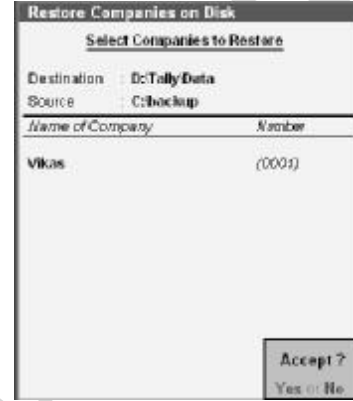 Restore Companies on Disk
Select Companies to Restore
Destination : D:\Tally\Data
Source : C:\backup
Name of Company Number
Vikas (0001)
Accept ?
Yes or No